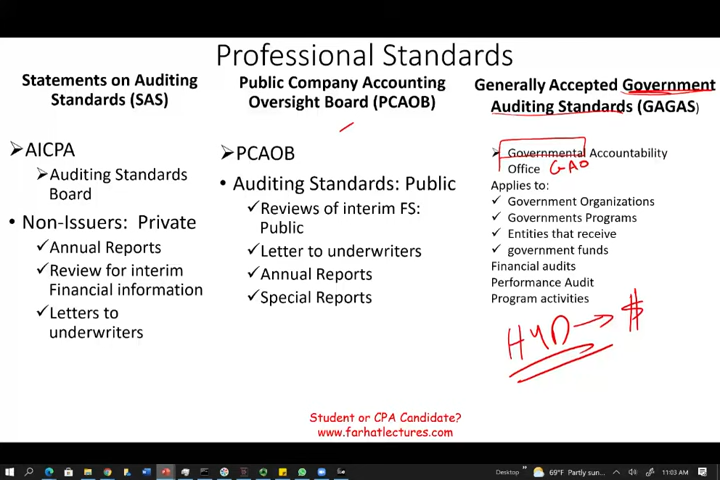 Professional Standards
Statements on Auditing
Standards (SAS)
➢AICPA
➢Auditing Standards
Board
• Non-Issuers: Private
✓Annual Reports
✓Review for interim
Financial information
✓Letters to
underwriters
Public Company Accounting
Oversight Board (PCAOB)
➢PCAOB
• Auditing Standards: Public
✓Reviews of interim FS:
Public
✓Letter to underwriters
✓Annual Reports
✓Special Reports
Generally Accepted Government
Auditing Standards (GAGAS)
➢ Governmental Accountability
Office GAO
Applies to:
✓ Government Organizations
✓ Governments Programs
✓ Entities that receive
✓ government funds
Financial audits
Performance Audit
Program activities
$
Student or CPA Candidate?
www.farhatlectures.com
Desktop
69°F Partly sun...
11:03 AM